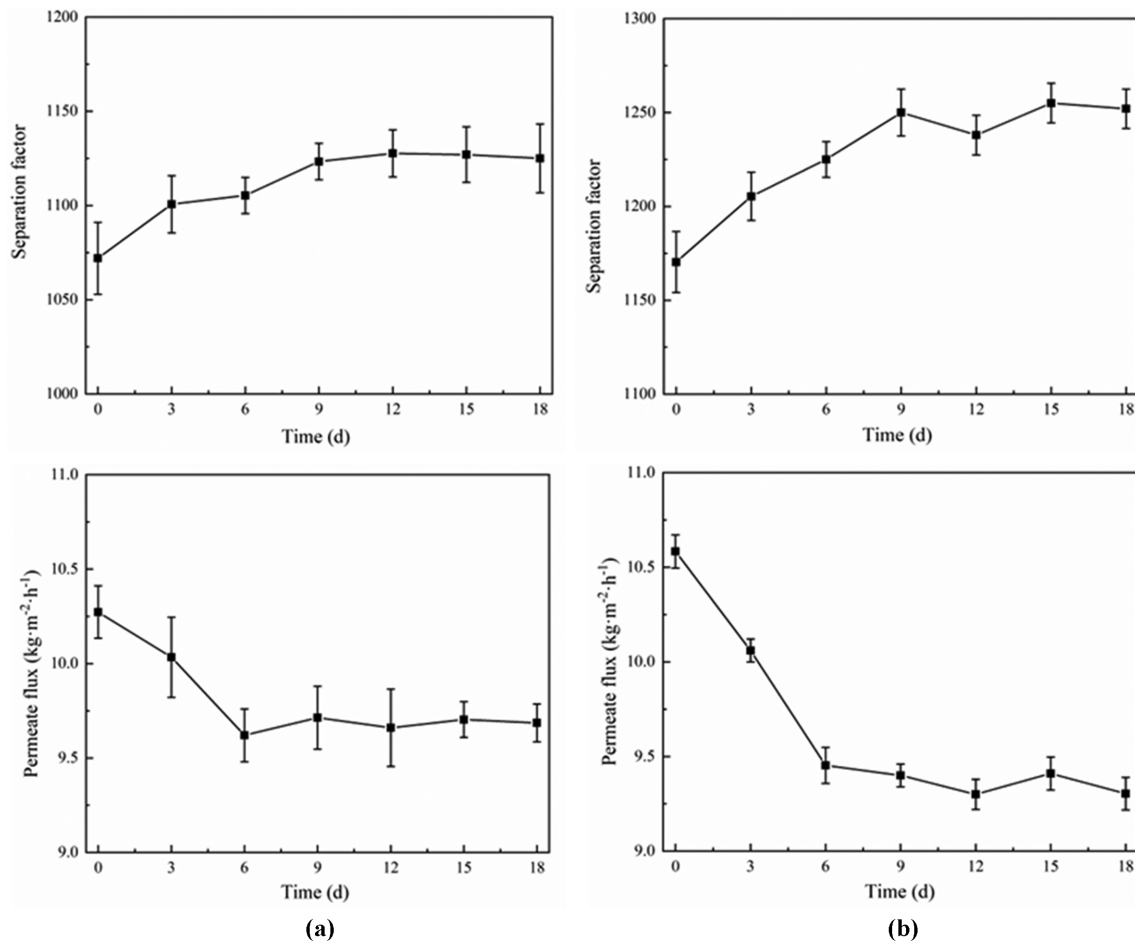 1200
1150
1100
1050
1000
Separation factor
0 3 6 9 12 15 18
Time (d)
1300
1250
1200
1150
1100
Separation factor
0 3 6 9 12 15 18
Time (d)
11.0
10.5
10.0
9.5
9.0
Permeate flux (kg·m⁻²·h⁻¹)
0 3 6 9 12 15 18
Time (d)
(a)
11.0
10.5
10.0
9.5
9.0
Permeate flux (kg·m⁻²·h⁻¹)
0 3 6 9 12 15 18
Time (d)
(b)